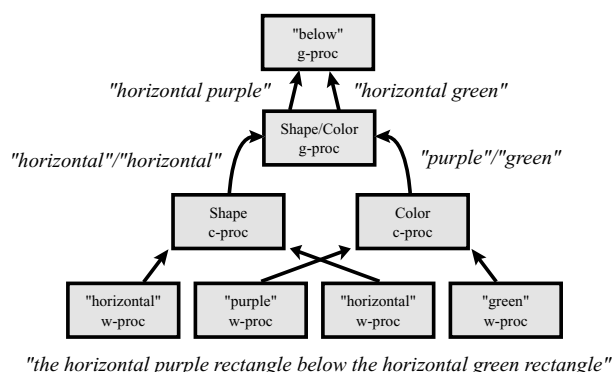 "below"
g-proc
"horizontal purple"
"horizontal green"
Shape/Color
g-proc
"horizontal"/"horizontal"
"purple"/"green"
Shape
c-proc
Color
c-proc
"horizontal"
w-proc
"purple"
w-proc
"horizontal"
w-proc
"green"
w-proc
"the horizontal purple rectangle below the horizontal green rectangle"